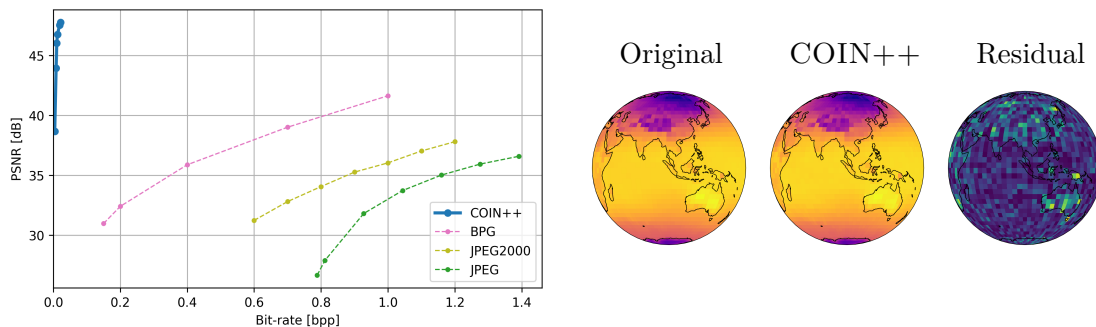 PSNR [dB]
45
40
35
30
0.0 0.2 0.4 0.6 0.8 1.0 1.2 1.4
Bit-rate [bpp]
COIN++
BPG
JPEG2000
JPEG
Original COIN++ Residual